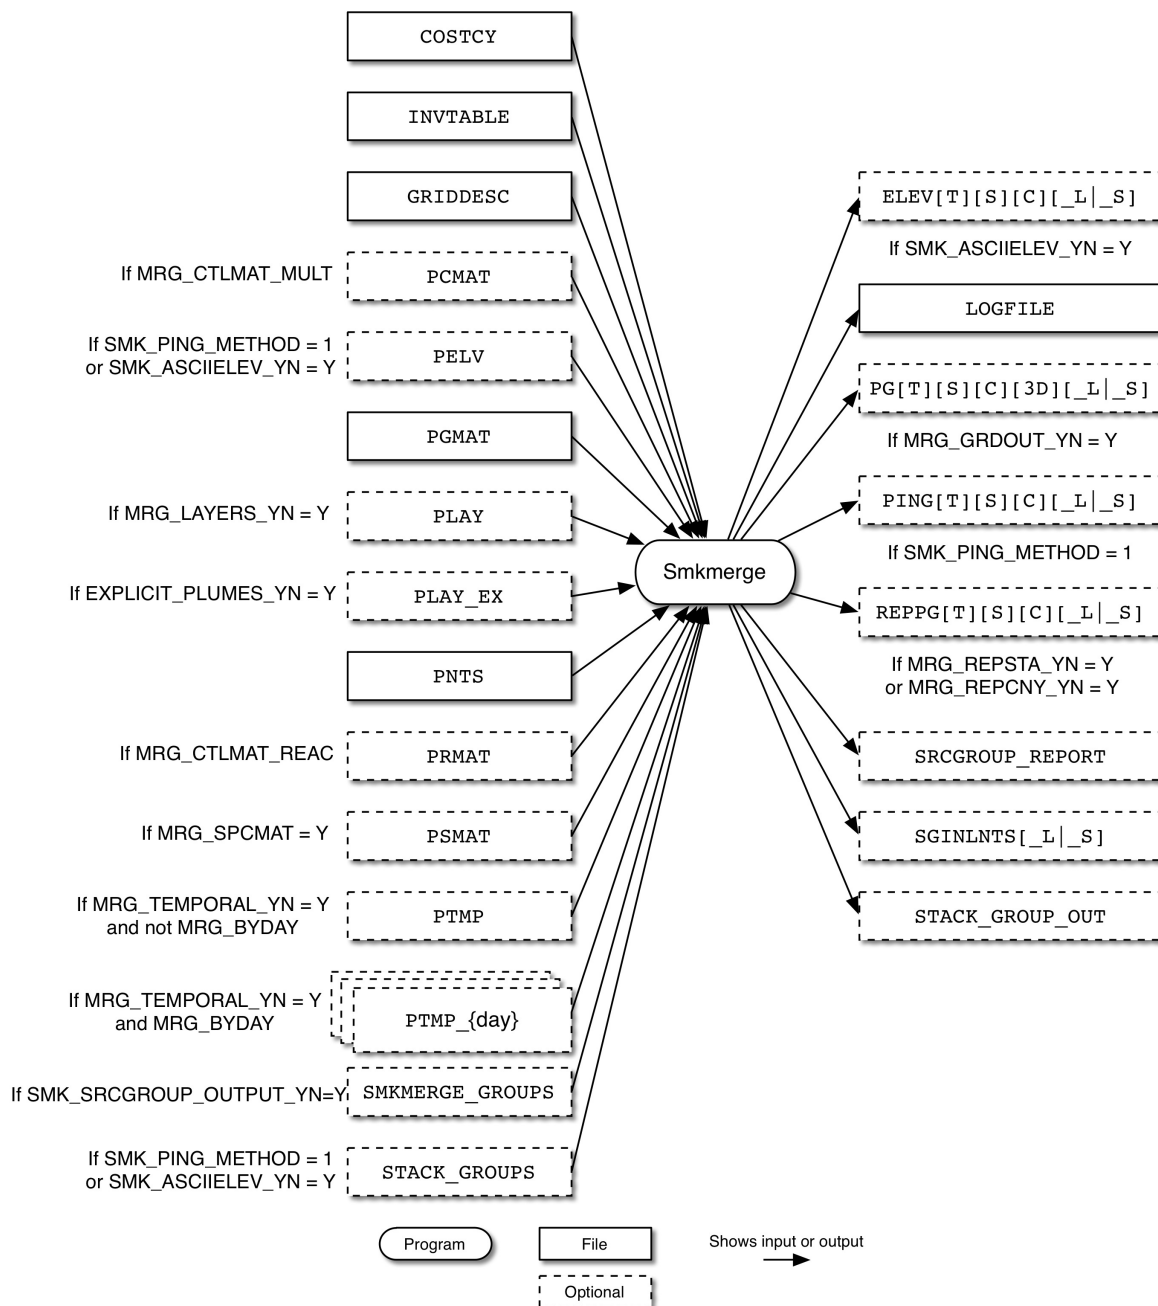 COSTCY
INVTABLE
GRIDDESC
If MRG_CTLMAT_MULT
PCMAT
If SMK_PING_METHOD = 1
or SMK_ASCIIELEV_YN = Y
PELV
PGMAT
If MRG_LAYERS_YN = Y
PLAY
If EXPLICIT_PLUMES_YN = Y
PLAY_EX
PNTS
If MRG_CTLMAT_REAC
PRMAT
If MRG_SPCMAT = Y
PSMAT
If MRG_TEMPORAL_YN = Y
and not MRG_BYDAY
PTMP
If MRG_TEMPORAL_YN = Y
and MRG_BYDAY
PTMP_{day}
If SMK_SRCGROUP_OUTPUT_YN=Y
SMKMERGE_GROUPS
If SMK_PING_METHOD = 1
or SMK_ASCIIELEV_YN = Y
STACK_GROUPS
Smkmerge
ELEV[T][S][C][_L|_S]
If SMK_ASCIIELEV_YN = Y
LOGFILE
PG[T][S][C][3D][_L|_S]
If MRG_GRDOUT_YN = Y
PING[T][S][C][_L|_S]
If SMK_PING_METHOD = 1
REPPG[T][S][C][_L|_S]
If MRG_REPSTA_YN = Y
or MRG_REPCNY_YN = Y
SRCGROUP_REPORT
SGINLNTS[_L|_S]
STACK_GROUP_OUT
Program
File
Shows input or output
Optional